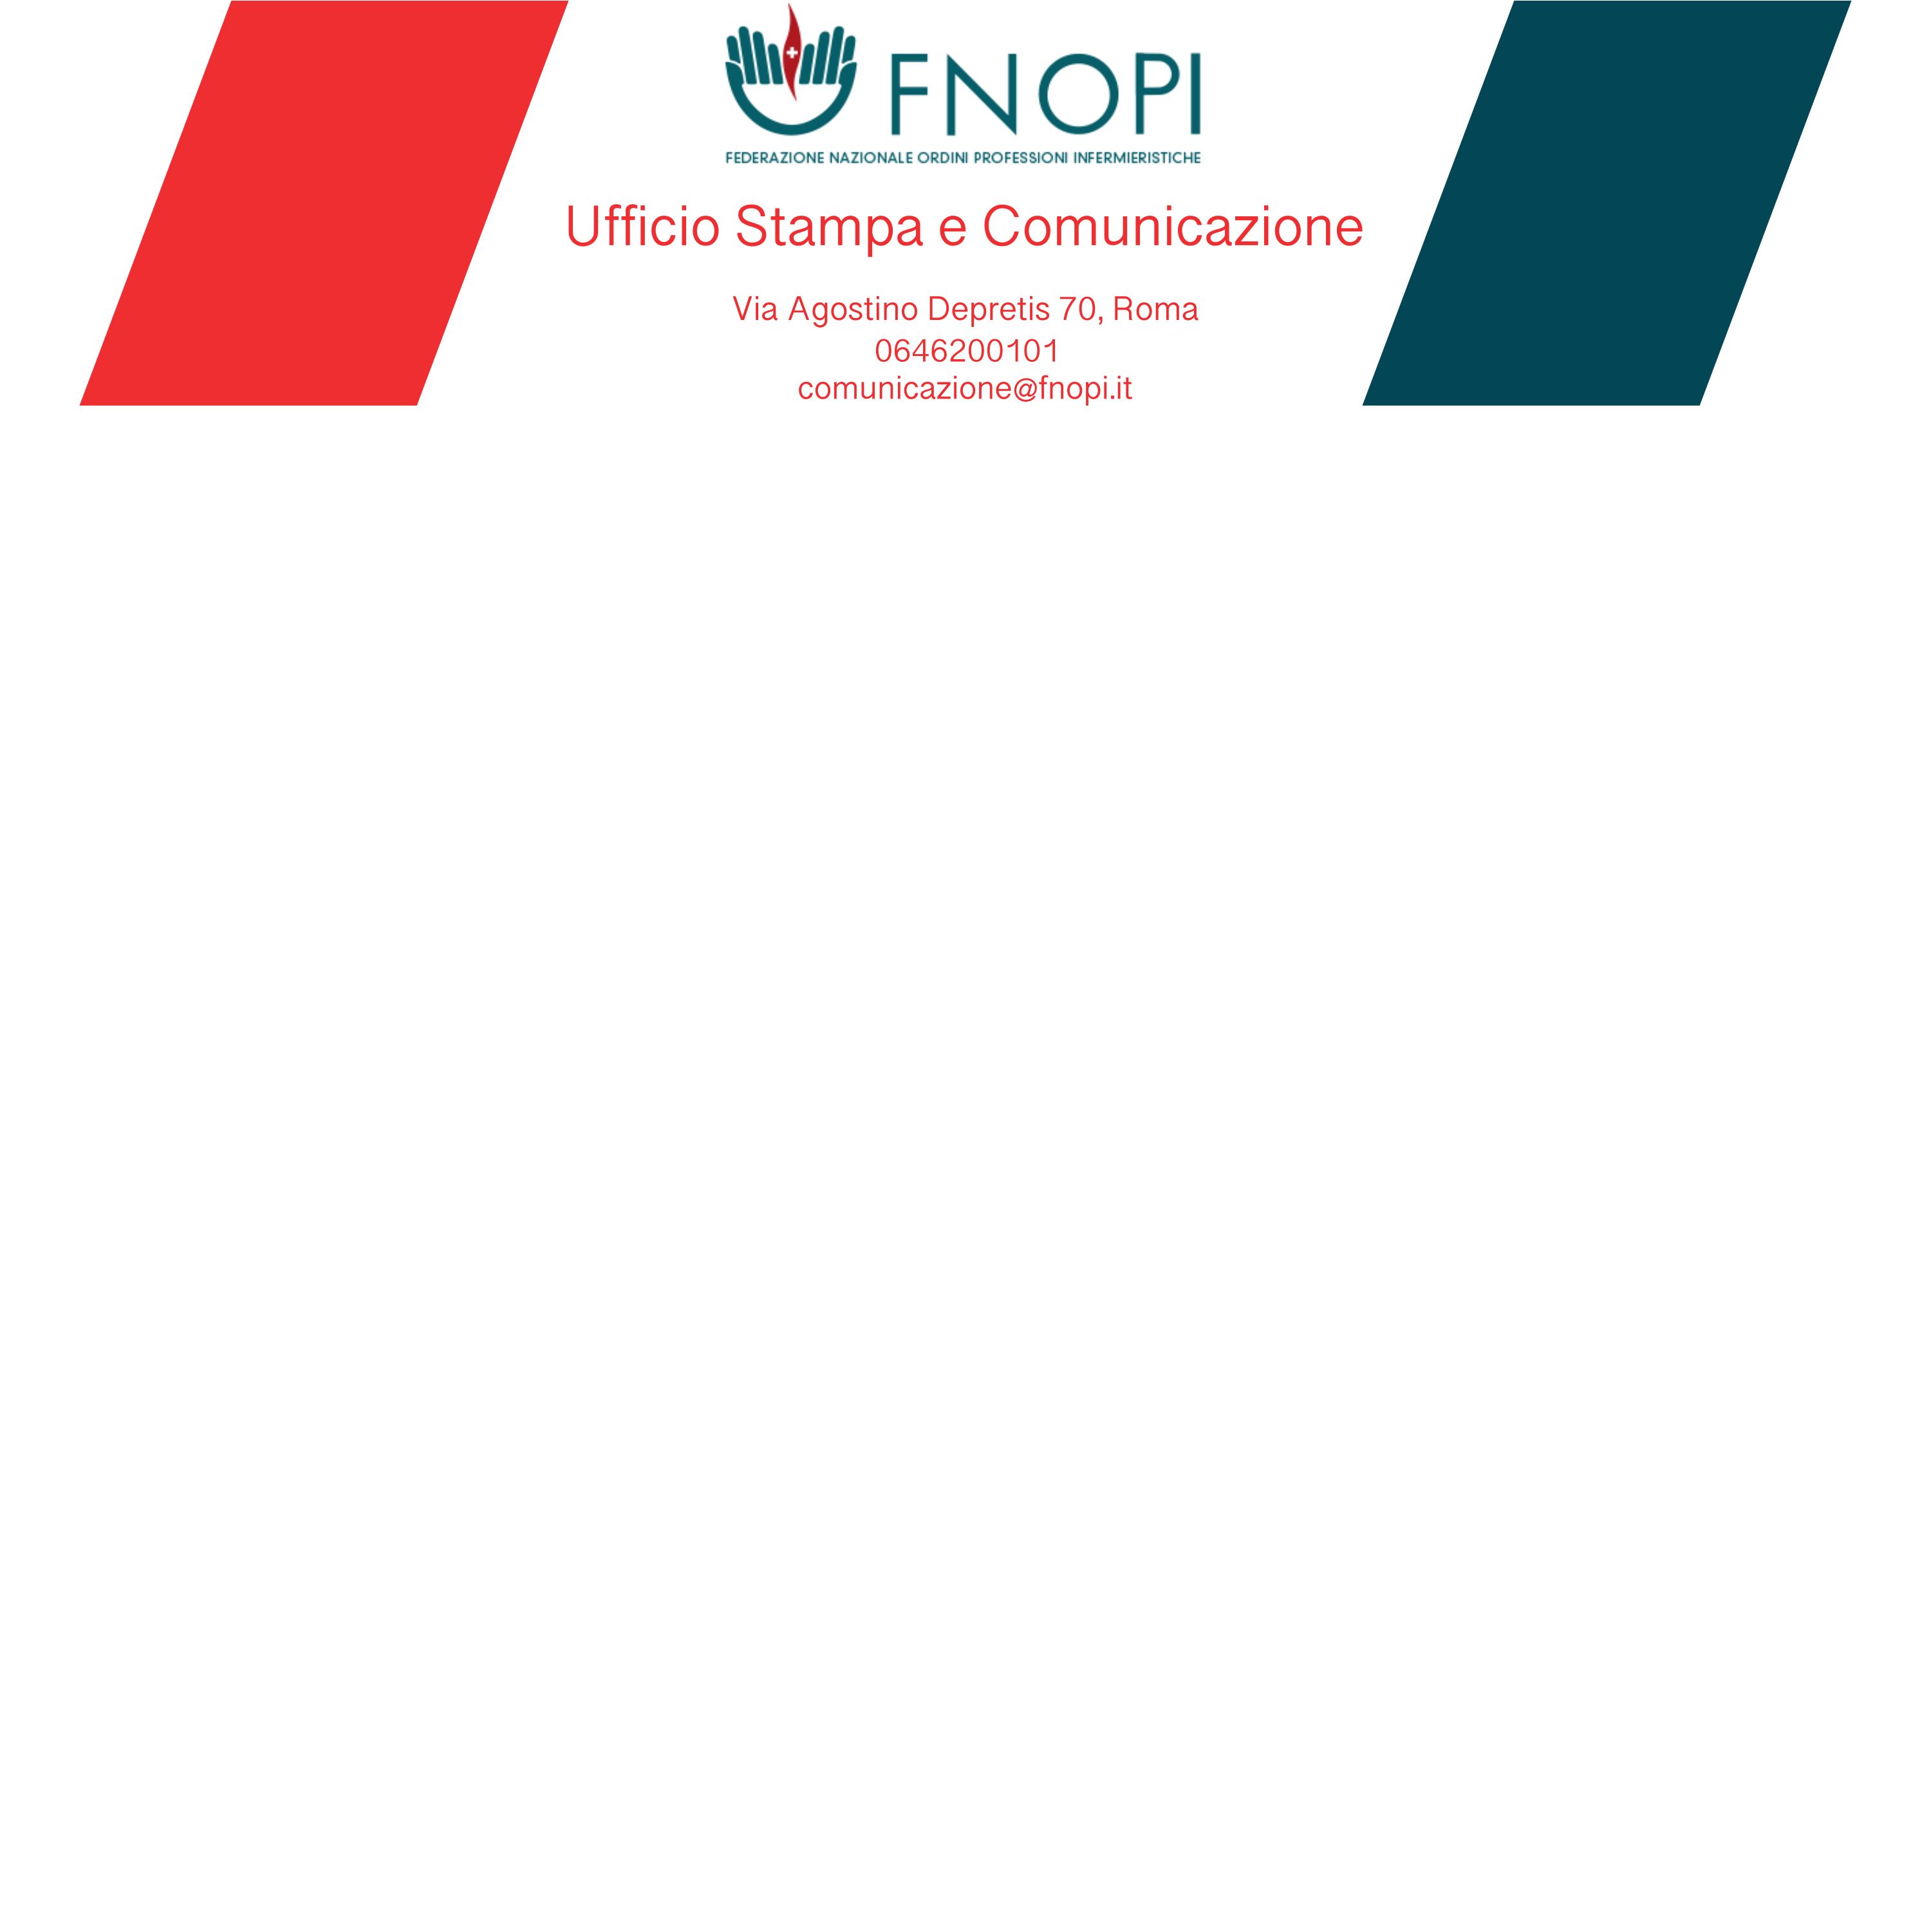 FNOPI
FEDERAZIONE NAZIONALE ORDINI PROFESSIONI INFERMIERISTICHE
Ufficio Stampa e Comunicazione
Via Agostino Depretis 70, Roma
0646200101
comunicazione@fnopi.it